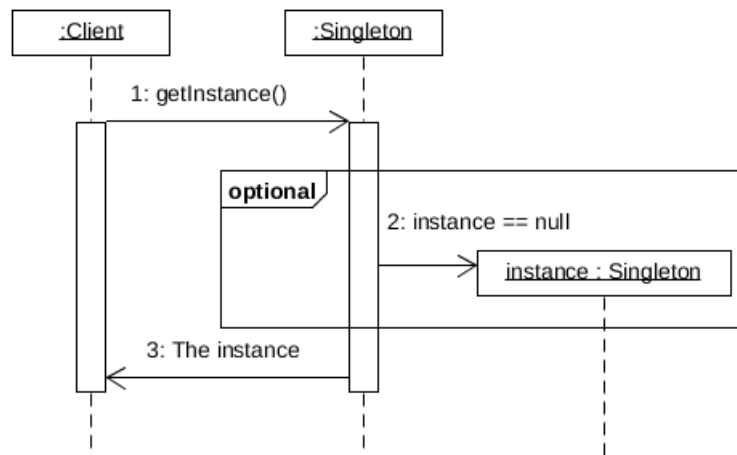 :Client
:Singleton
1: getInstance()
optional
2: instance == null
instance : Singleton
3: The instance